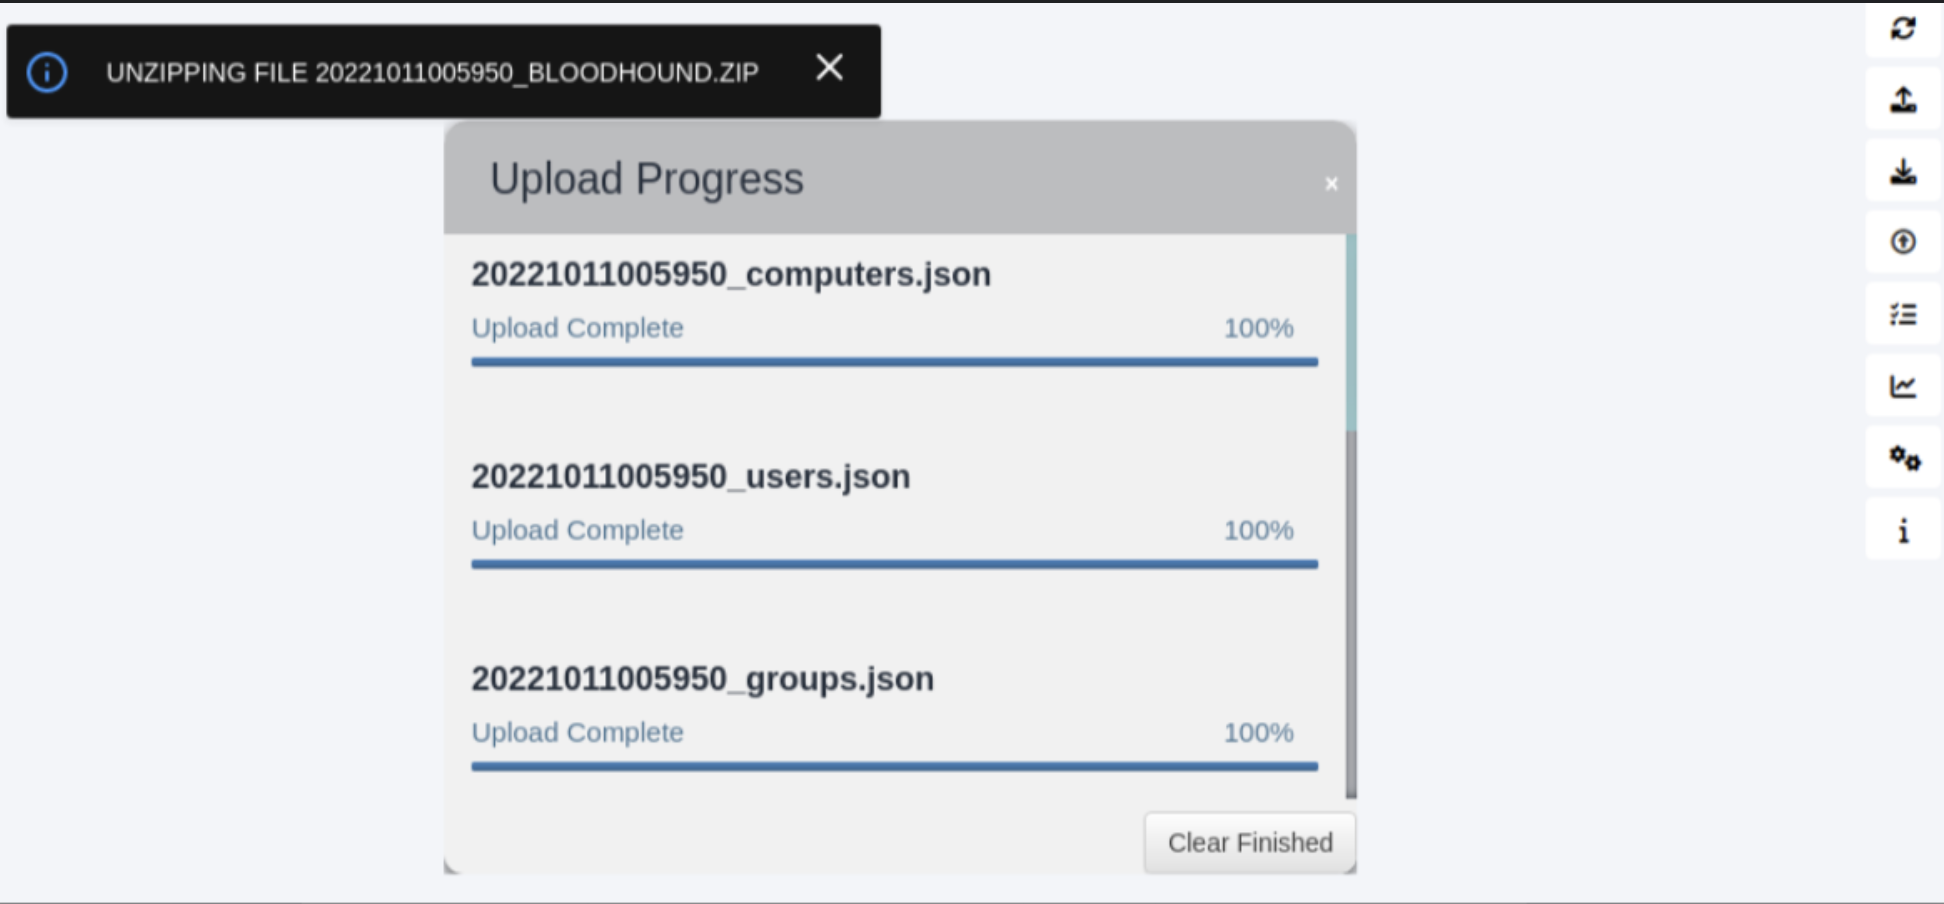 UNZIPPING FILE 20221011005950_BLOODHOUND.ZIP
Upload Progress
x
20221011005950_computers.json
Upload Complete 100%
20221011005950_users.json
Upload Complete 100%
20221011005950_groups.json
Upload Complete 100%
Clear Finished